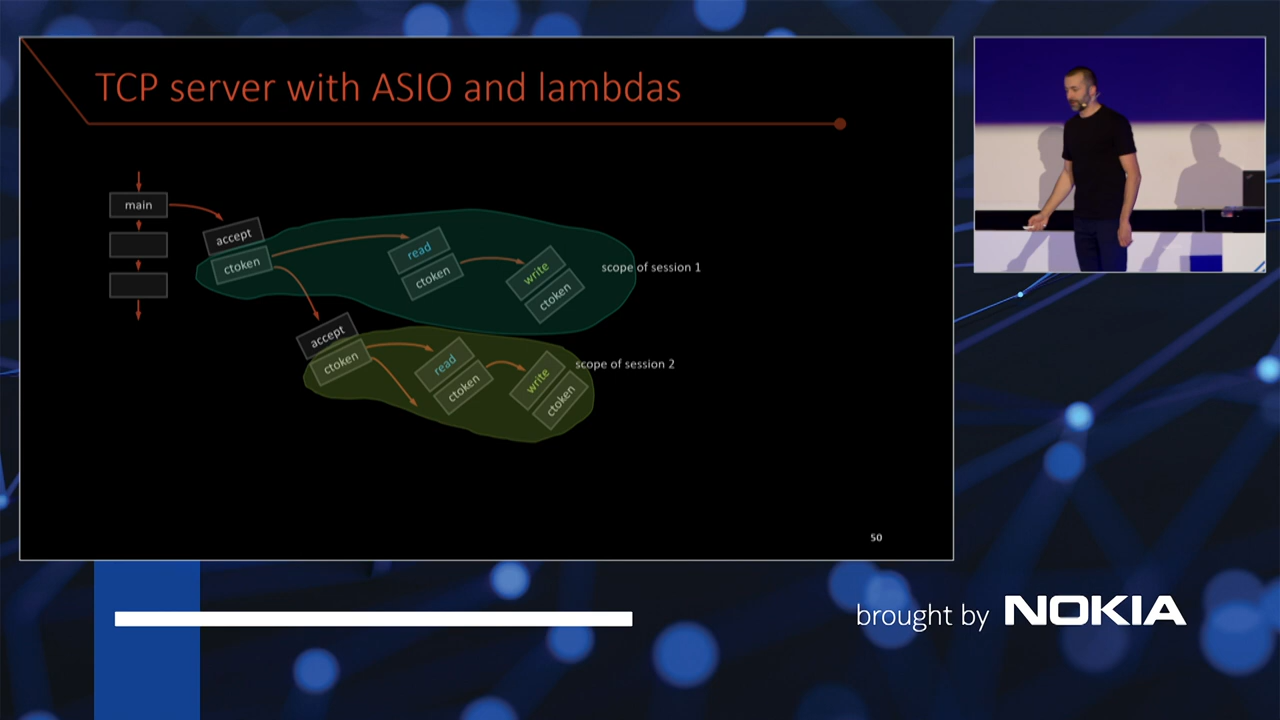 TCP server with ASIO and lambdas
main
accept
ctoken
read
ctoken
write
ctoken
scope of session 1
accept
ctoken
read
ctoken
write
ctoken
scope of session 2
50
brought by NOKIA